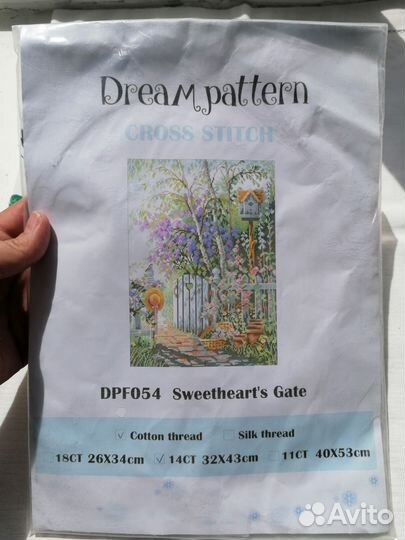 Dream pattern
CROSS STITCH
DPF054 Sweetheart's Gate
Cotton thread Silk thread
18CT 26X34cm 14CT 32X43cm 11CT 40X53cm
Avito